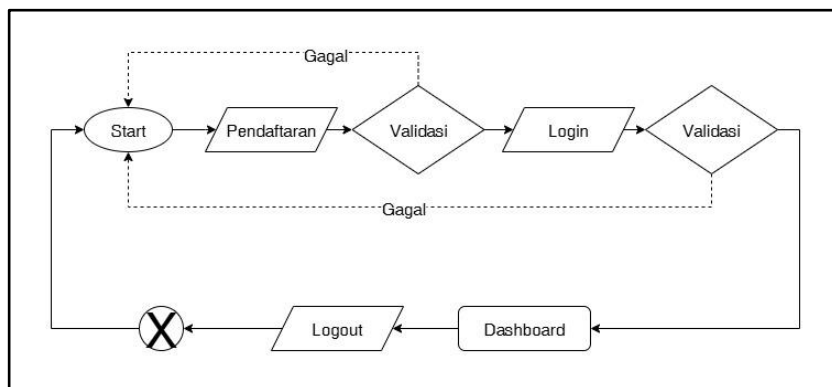 Gagal
Start
Pendaftaran
Validasi
Login
Validasi
Gagal
X
Logout
Dashboard